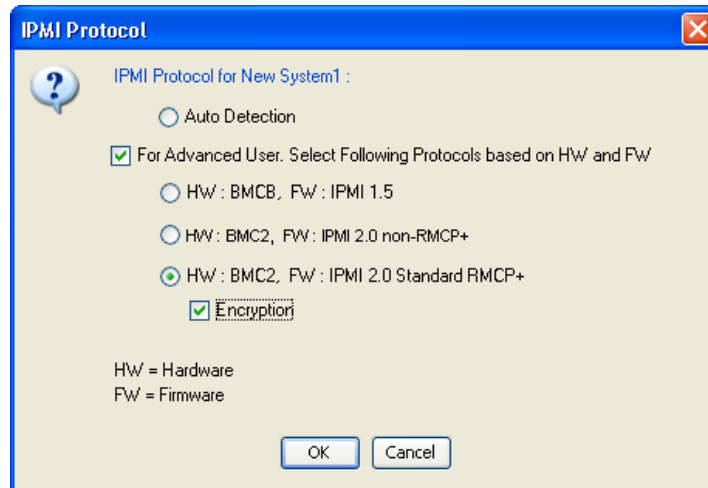 IPMI Protocol
IPMI Protocol for New System1 :
Auto Detection
For Advanced User. Select Following Protocols based on HW and FW
HW : BMCB, FW : IPMI 1.5
HW : BMC2, FW : IPMI 2.0 non-RMCP+
HW : BMC2, FW : IPMI 2.0 Standard RMCP+
Encryption
HW = Hardware
FW = Firmware
OK Cancel